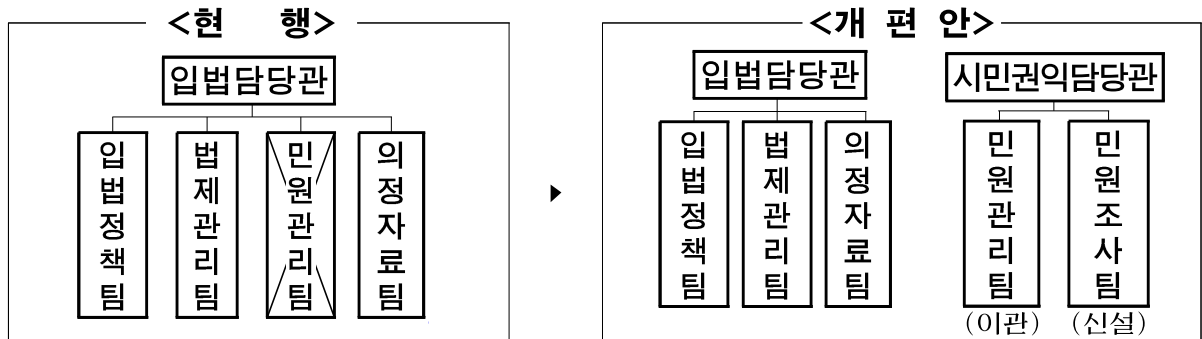 <현 행>
입법담당관
입법정책팀
법제관리팀
민원관리팀
의정자료팀
▶
<개 편 안>
입법담당관
입법정책팀
법제관리팀
의정자료팀
시민권익담당관
민원관리팀
(이관)
민원조사팀
(신설)